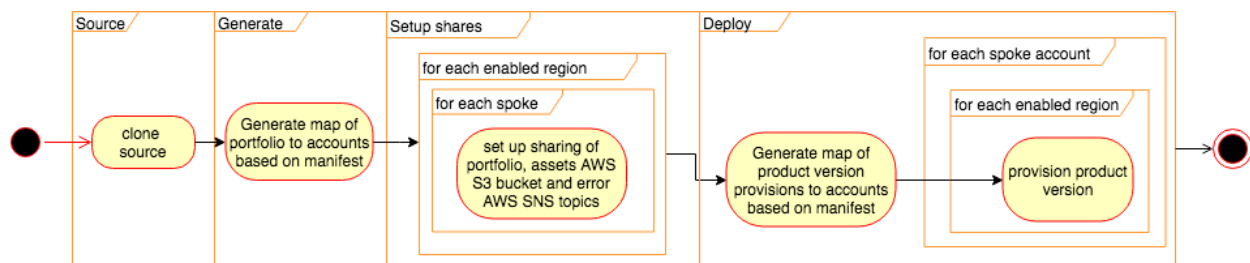 Source
clone
source
Generate
Generate map of
portfolio to accounts
based on manifest
Setup shares
for each enabled region
for each spoke
set up sharing of
portfolio, assets AWS
S3 bucket and error
AWS SNS topics
Deploy
Generate map of
product version
provisions to accounts
based on manifest
for each spoke account
for each enabled region
provision product
version